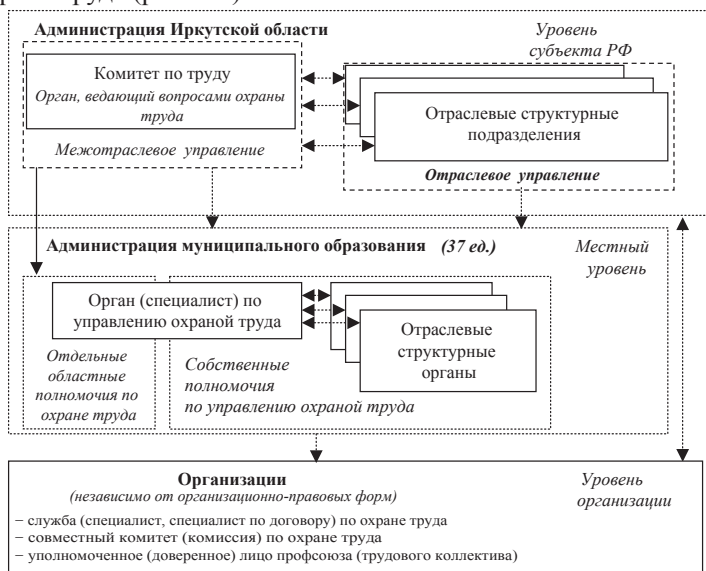 Администрация Иркутской области
Уровень
субъекта РФ
Комитет по труду
Орган, ведающий вопросами охраны
труда
Межотраслевое управление
Отраслевые структурные
подразделения
Отраслевое управление
Администрация муниципального образования (37 ед.)
Местный
уровень
Орган (специалист) по
управлению охраной труда
Отраслевые
структурные
органы
Отдельные
областные
полномочия по
охране труда
Собственные
полномочия
по управлению охраной труда
Организации
(независимо от организационно-правовых форм)
Уровень
организации
− служба (специалист, специалист по договору) по охране труда
− совместный комитет (комиссия) по охране труда
− уполномоченное (доверенное) лицо профсоюза (трудового коллектива)